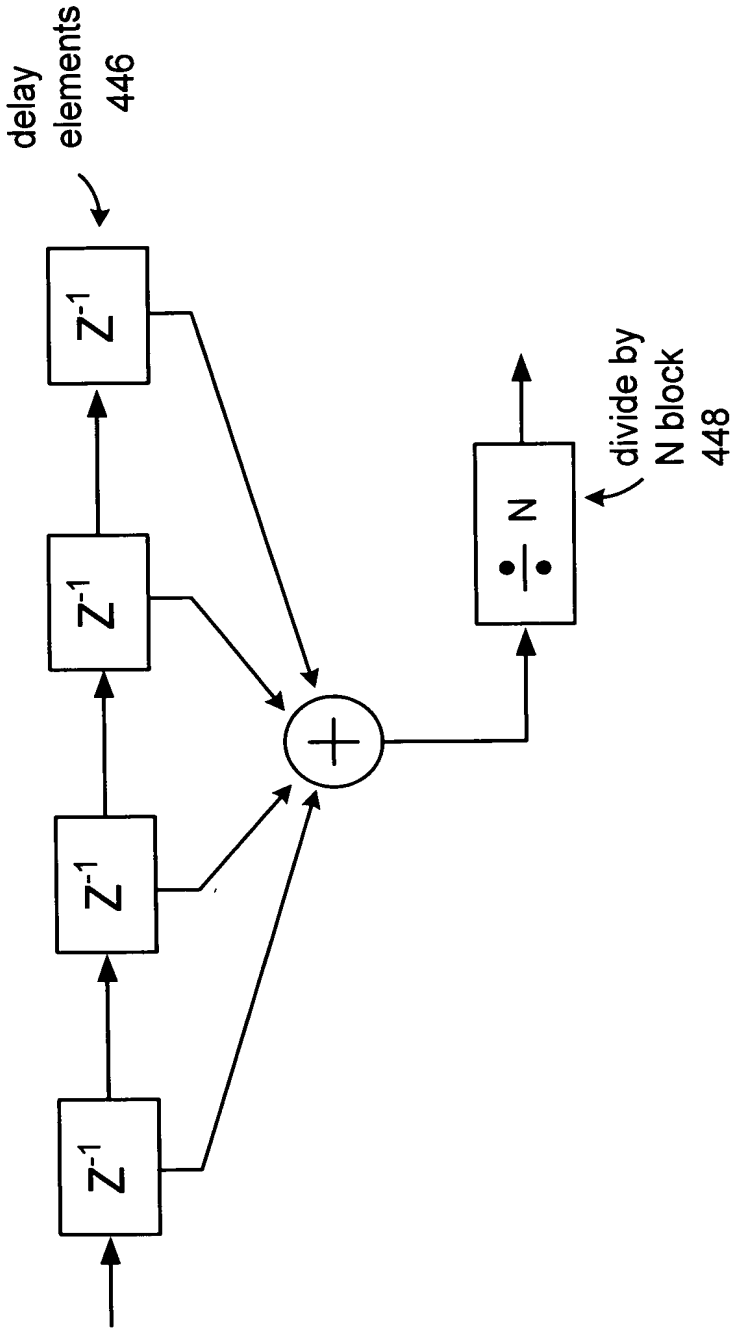 delay
elements
446
Z-1
Z-1
Z-1
Z-1
+
÷ N
divide by
N block
448